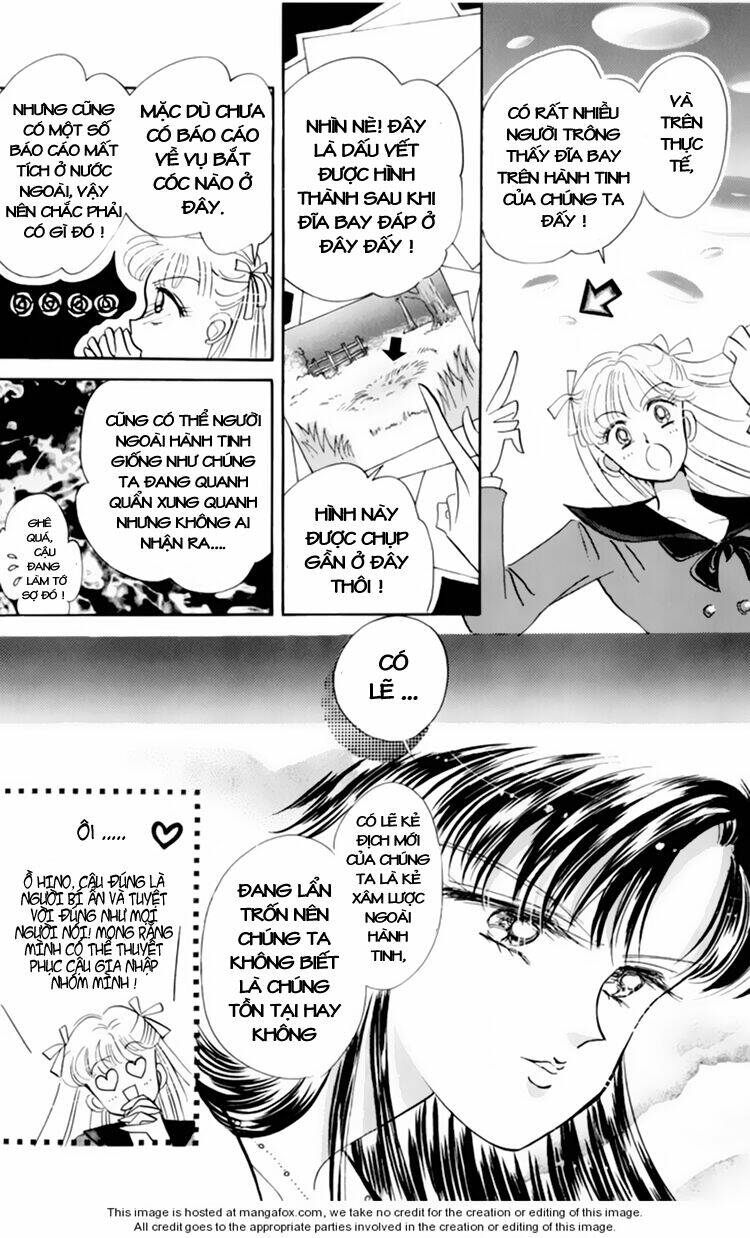 VÀ
TRÊN
THỰC
TẾ,
CÓ RẤT NHIỀU
NGƯỜI TRÔNG
THẤY ĐĨA BAY
TRÊN HÀNH TINH
CỦA CHÚNG TA
ĐẤY !
NHÌN NÈ! ĐÂY
LÀ DẤU VẾT
ĐƯỢC HÌNH
THÀNH SAU KHI
ĐĨA BAY ĐÁP Ở
ĐÂY ĐẤY !
HÌNH NÀY
ĐƯỢC CHỤP
GẦN Ở ĐÂY
THÔI !
MẶC DÙ CHƯA
CÓ BÁO CÁO
VỀ VỤ BẮT
CÓC NÀO Ở
ĐÂY.
NHƯNG CŨNG
CÓ MỘT SỐ
BÁO CÁO MẤT
TÍCH Ở NƯỚC
NGOÀI, VẬY
NÊN CHẮC PHẢI
CÓ GÌ ĐÓ !
CŨNG CÓ THỂ NGƯỜI
NGOÀI HÀNH TINH
GIỐNG NHƯ CHÚNG
TA ĐANG QUANH
QUẨN XUNG QUANH
NHƯNG KHÔNG AI
NHẬN RA....
GHÊ
QUÁ,
CẬU
ĐANG
LÀM TỚ
SỢ ĐÓ !
CÓ
LẼ ...
CÓ LẼ KẺ
ĐỊCH MỚI
CỦA CHÚNG
TA LÀ KẺ
XÂM LƯỢC
NGOÀI
HÀNH
TINH,
ĐANG LẨN
TRỐN NÊN
CHÚNG TA
KHÔNG BIẾT
LÀ CHÚNG
TỒN TẠI HAY
KHÔNG
ÔI .....
Ồ HINO, CẬU ĐÚNG LÀ
NGƯỜI BÍ ẨN VÀ TUYỆT
VỜI ĐÚNG NHƯ MỌI
NGƯỜI NÓI! MONG RẰNG
MÌNH CÓ THỂ THUYẾT
PHỤC CẬU GIA NHẬP
NHÓM MÌNH !
This image is hosted at mangafox.com, we take no credit for the creation or editing of this image.
All credit goes to the appropriate parties involved in the creation or editing of this image.